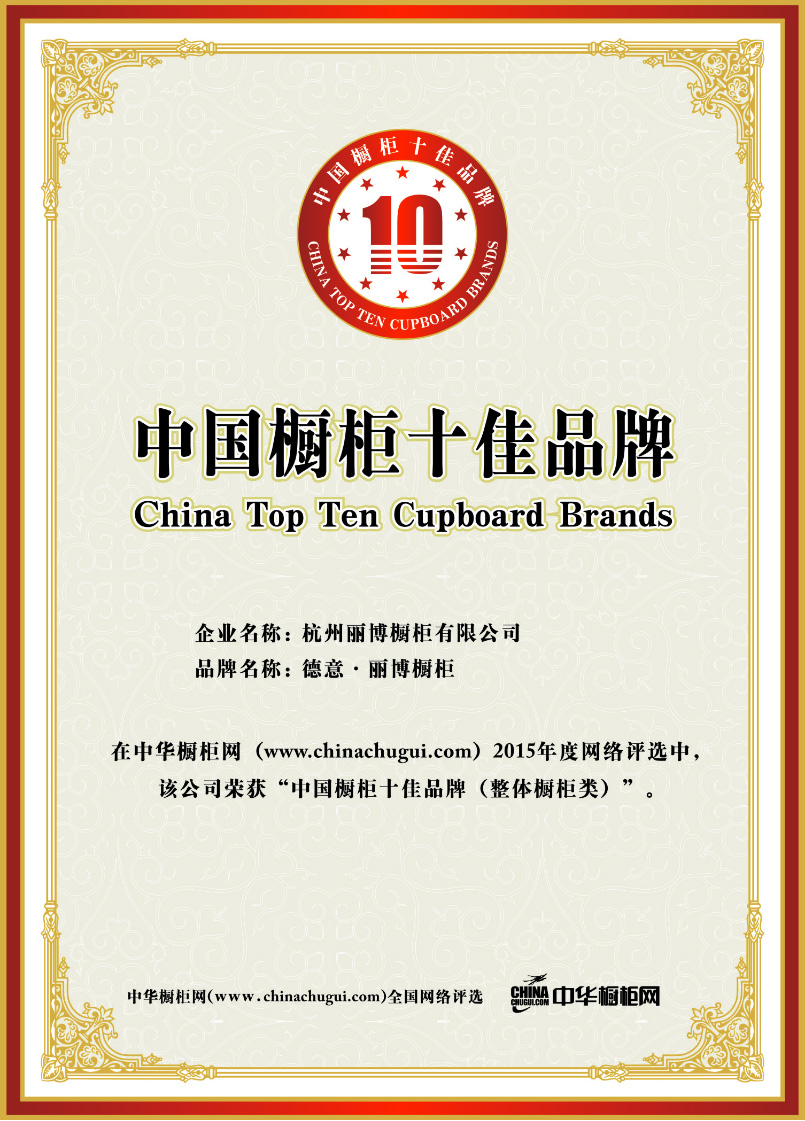 中国橱柜十佳品牌
10
CHINA TOP TEN CUPBOARD BRANDS
中国橱柜十佳品牌
China Top Ten Cupboard Brands
企业名称：杭州丽博橱柜有限公司
品牌名称：德意·丽博橱柜
在中华橱柜网（www.chinachugui.com）2015年度网络评选中，
该公司荣获“中国橱柜十佳品牌（整体橱柜类）”。
中华橱柜网(www.chinachugui.com)全国网络评选
CHINA
CHUGUI.COM
中华橱柜网